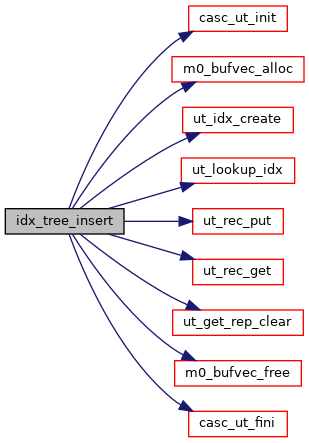 casc_ut_init
m0_bufvec_alloc
ut_idx_create
ut_lookup_idx
idx_tree_insert
ut_rec_put
ut_rec_get
ut_get_rep_clear
m0_bufvec_free
casc_ut_fini